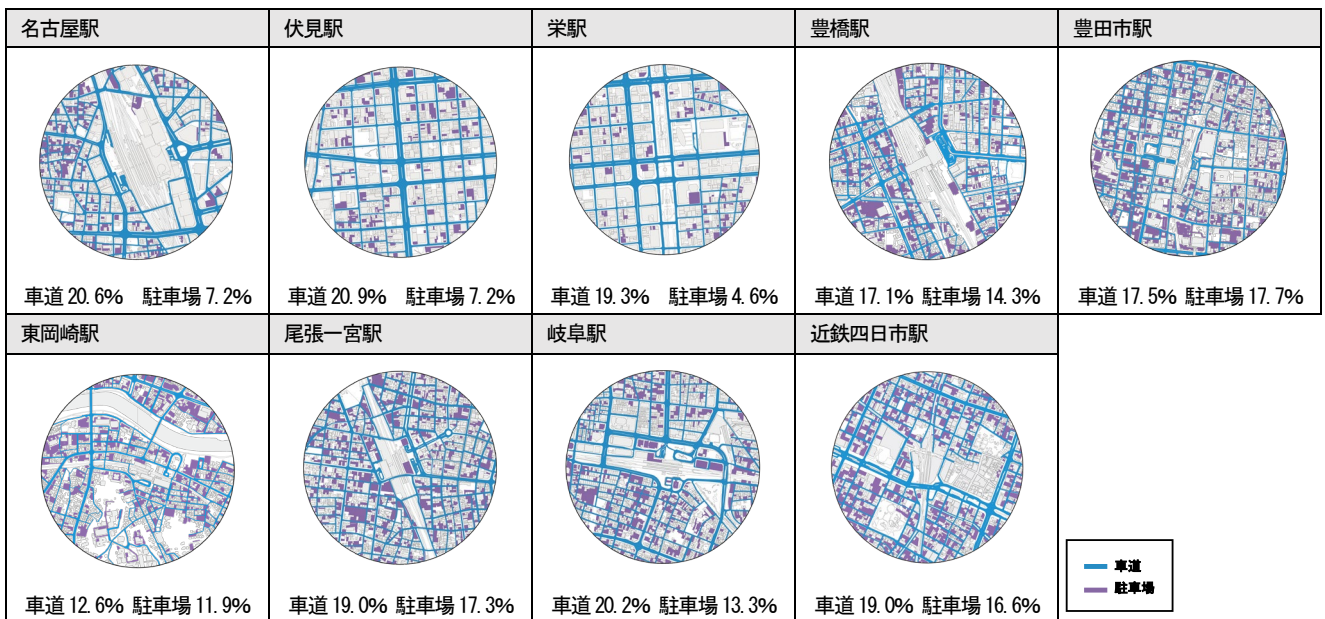 名古屋駅
伏見駅
栄駅
豊橋駅
豊田市駅
車道 20.6% 駐車場 7.2%
車道 20.9% 駐車場 7.2%
車道 19.3% 駐車場 4.6%
車道 17.1% 駐車場 14.3%
車道 17.5% 駐車場 17.7%
東岡崎駅
尾張一宮駅
岐阜駅
近鉄四日市駅
車道 12.6% 駐車場 11.9%
車道 19.0% 駐車場 17.3%
車道 20.2% 駐車場 13.3%
車道 19.0% 駐車場 16.6%
車道
駐車場